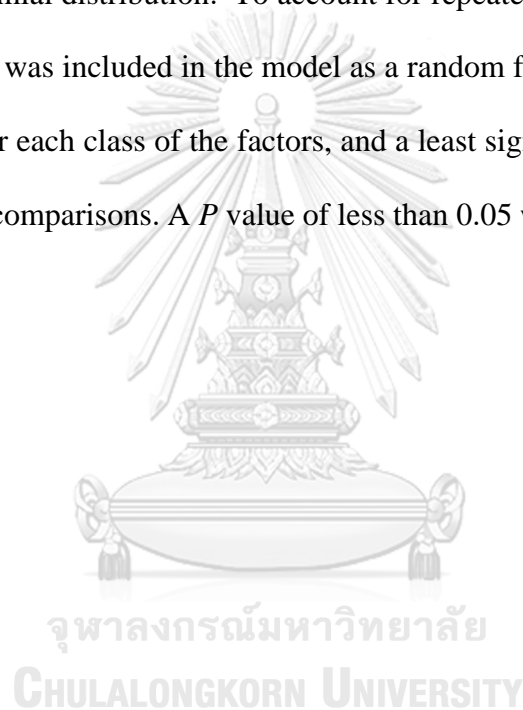 nal distribution. To account for repeate
was included in the model as a random f
r each class of the factors, and a least sig
comparisons. A P value of less than 0.05
จุฬาลงกรณ์มหาวิทยาลัย
CHULALONGKORN UNIVERSITY